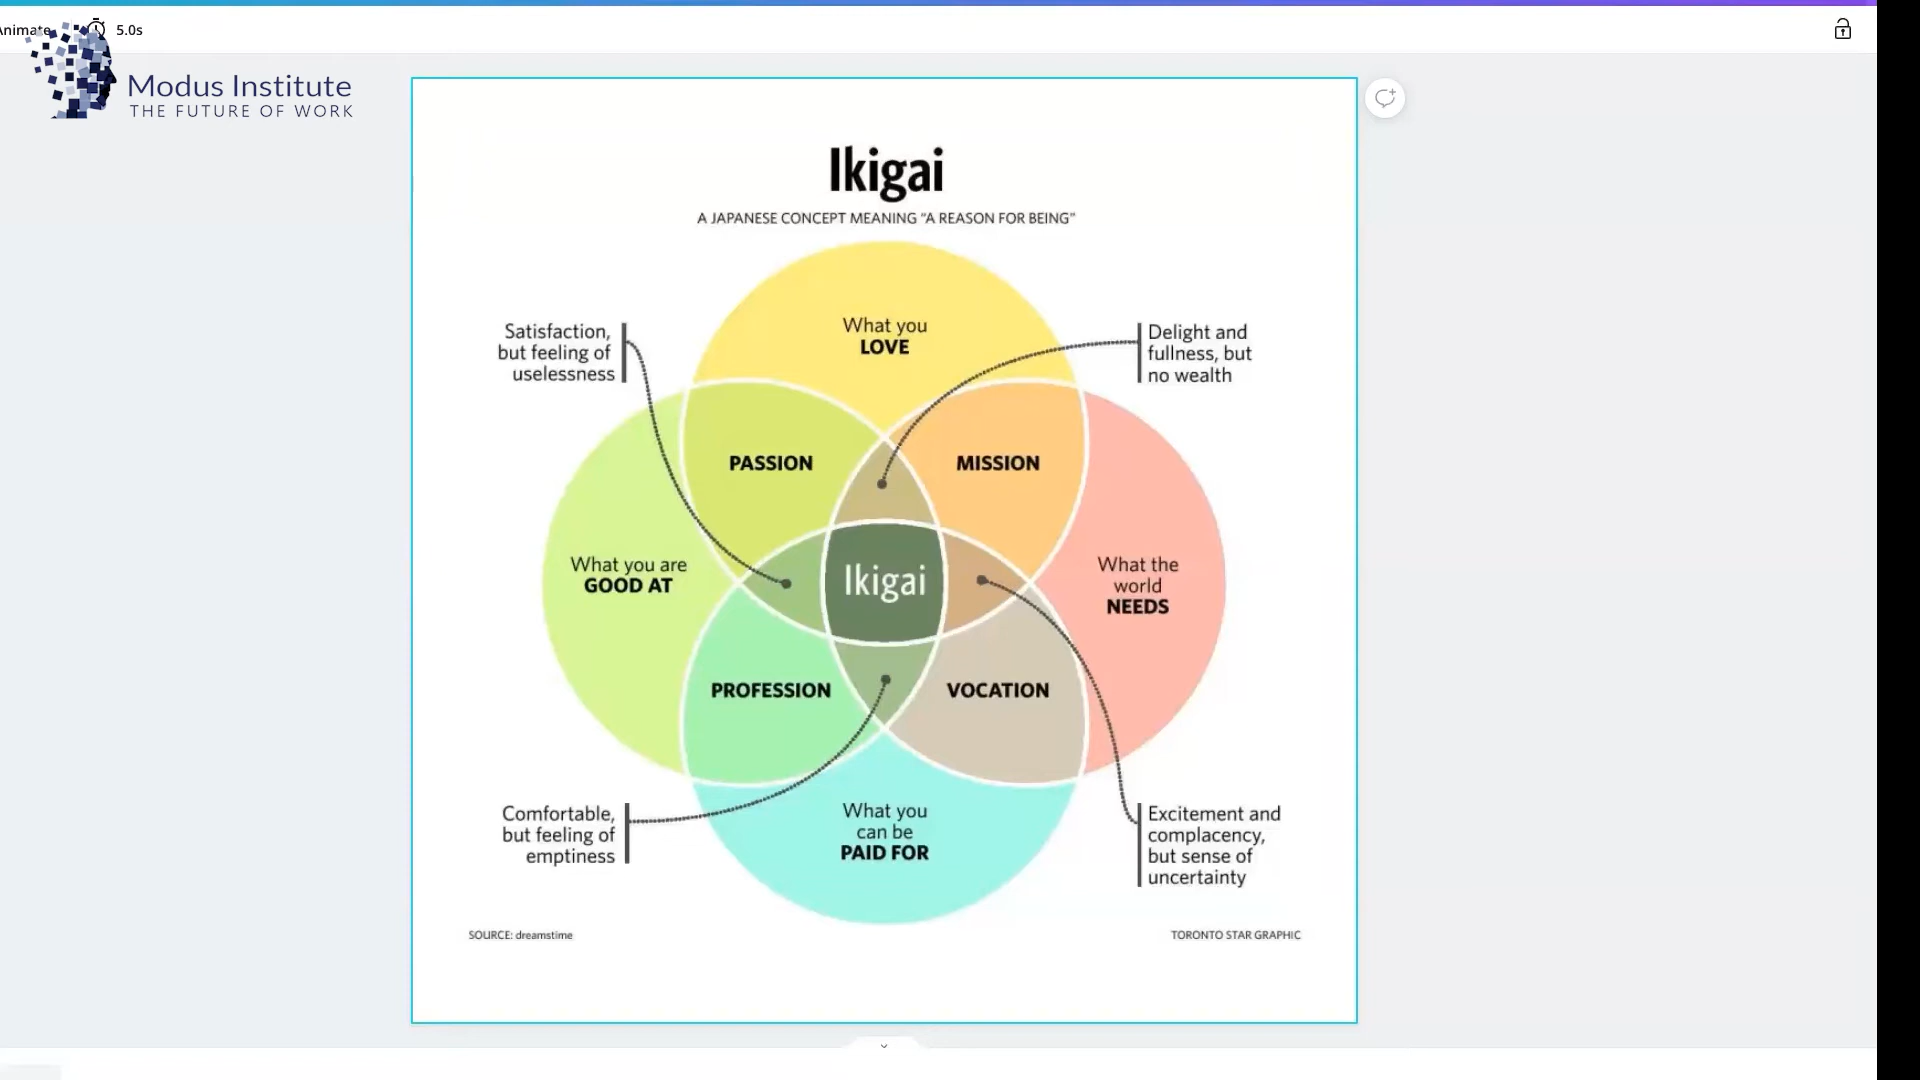 Animate
5.0s
Modus Institute
THE FUTURE OF WORK
Ikigai
A JAPANESE CONCEPT MEANING "A REASON FOR BEING"
Satisfaction,
but feeling of
uselessness
What you
LOVE
Delight and
fullness, but
no wealth
PASSION
MISSION
What you are
GOOD AT
Ikigai
What the
world
NEEDS
PROFESSION
VOCATION
Comfortable,
but feeling of
emptiness
What you
can be
PAID FOR
Excitement and
complacency,
but sense of
uncertainty
SOURCE: dreamstime
TORONTO STAR GRAPHIC